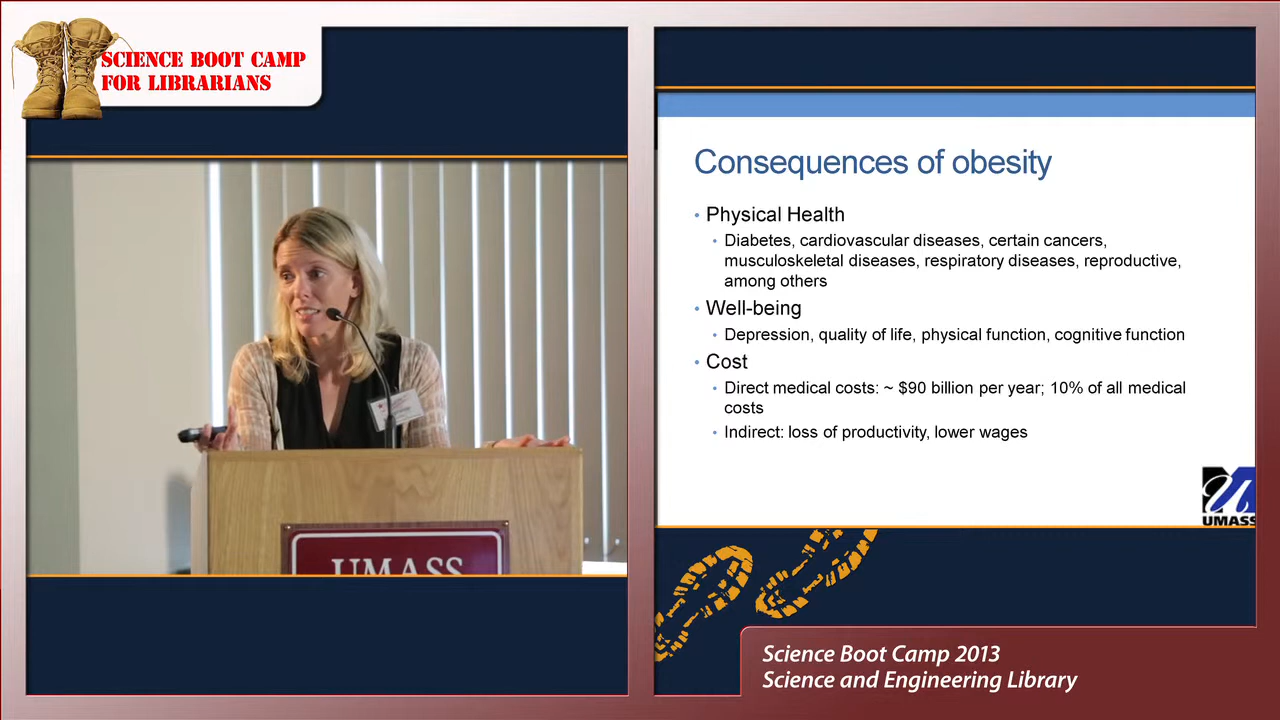 SCIENCE BOOT CAMP
FOR LIBRARIANS
UMASS
Consequences of obesity
• Physical Health
• Diabetes, cardiovascular diseases, certain cancers,
musculoskeletal diseases, respiratory diseases, reproductive,
among others
• Well-being
• Depression, quality of life, physical function, cognitive function
• Cost
• Direct medical costs: ~ $90 billion per year; 10% of all medical
costs
• Indirect: loss of productivity, lower wages
UMASS
Science Boot Camp 2013
Science and Engineering Library